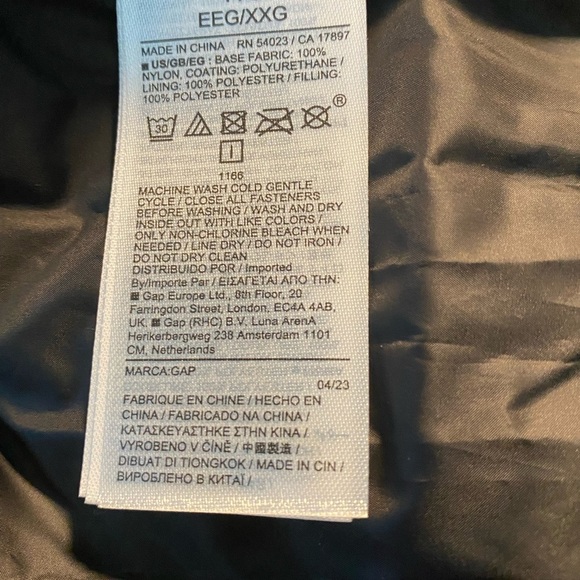 EEG/XXG
MADE IN CHINA RN 54023 / CA 17897
US/GB/EG : BASE FABRIC: 100%
NYLON, COATING: POLYURETHANE /
LINING: 100% POLYESTER / FILLING:
100% POLYESTER
30
®
1166
MACHINE WASH COLD GENTLE
CYCLE / CLOSE ALL FASTENERS
BEFORE WASHING / WASH AND DRY
INSIDE OUT WITH LIKE COLORS /
ONLY NON-CHLORINE BLEACH WHEN
NEEDED / LINE DRY / DO NOT IRON /
DO NOT DRY CLEAN
DISTRIBUIDO POR / Imported
By/Importe Par / ΕΙΣΑΓΕΤΑΙ ΑΠΟ ΤΗΝ:
Gap Europe Ltd., 8th Floor, 20
Farringdon Street, London, EC4A 4AB,
UK. Gap (RHC) B.V. Luna ArenA
Herikerbergweg 238 Amsterdam 1101
CM, Netherlands
MARCA:GAP
04/23
FABRIQUE EN CHINE / HECHO EN
CHINA / FABRICADO NA CHINA /
ΚΑΤΑΣΚΕΥΑΣΤΗΚΕ ΣΤΗΝ ΚΙΝΑ /
VYROBENO V ČÍNĚ / 中國製造 /
DIBUAT DI TIONGKOK / MADE IN CIN /
ВИРОБЛЕНО В КИТАЇ /